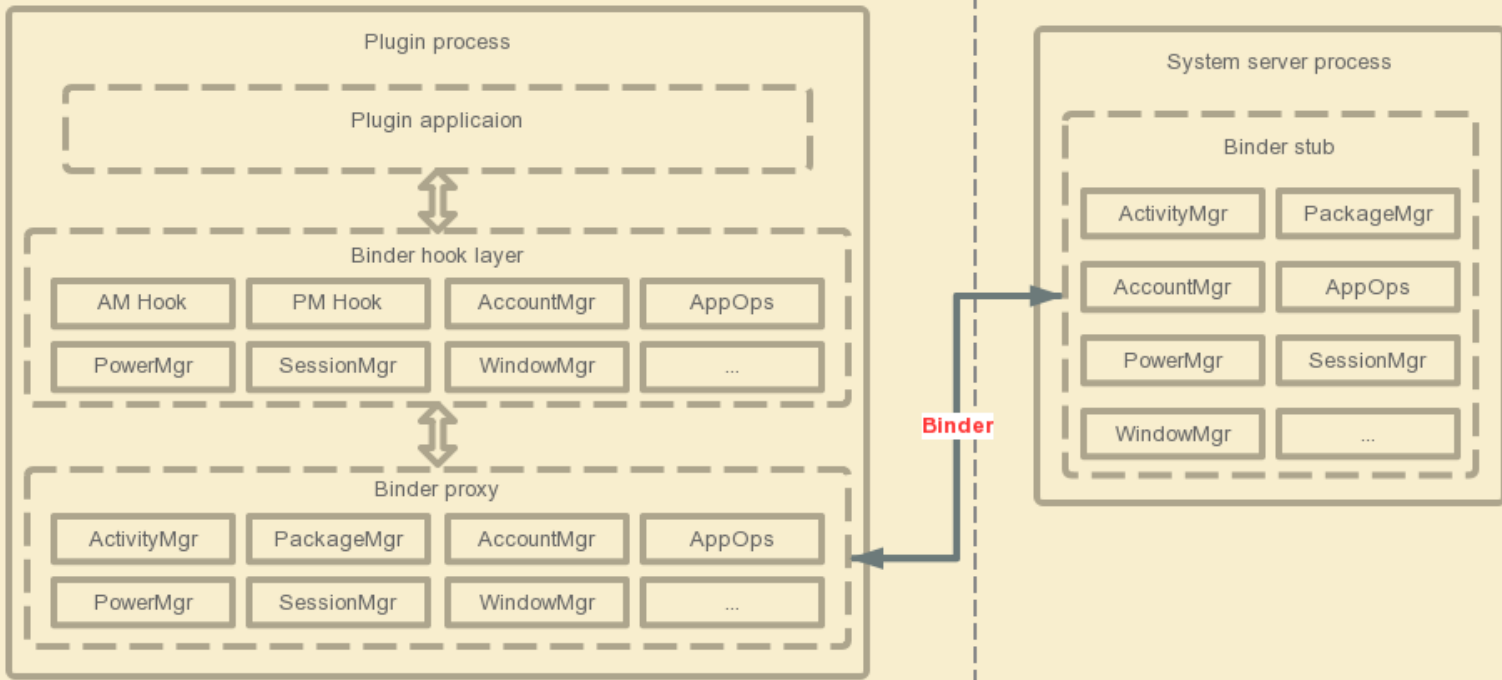 Plugin process
Plugin applicaion
Binder hook layer
AM Hook PM Hook AccountMgr AppOps
PowerMgr SessionMgr WindowMgr ...
Binder proxy
ActivityMgr PackageMgr AccountMgr AppOps
PowerMgr SessionMgr WindowMgr ...
Binder
System server process
Binder stub
ActivityMgr PackageMgr
AccountMgr AppOps
PowerMgr SessionMgr
WindowMgr ...